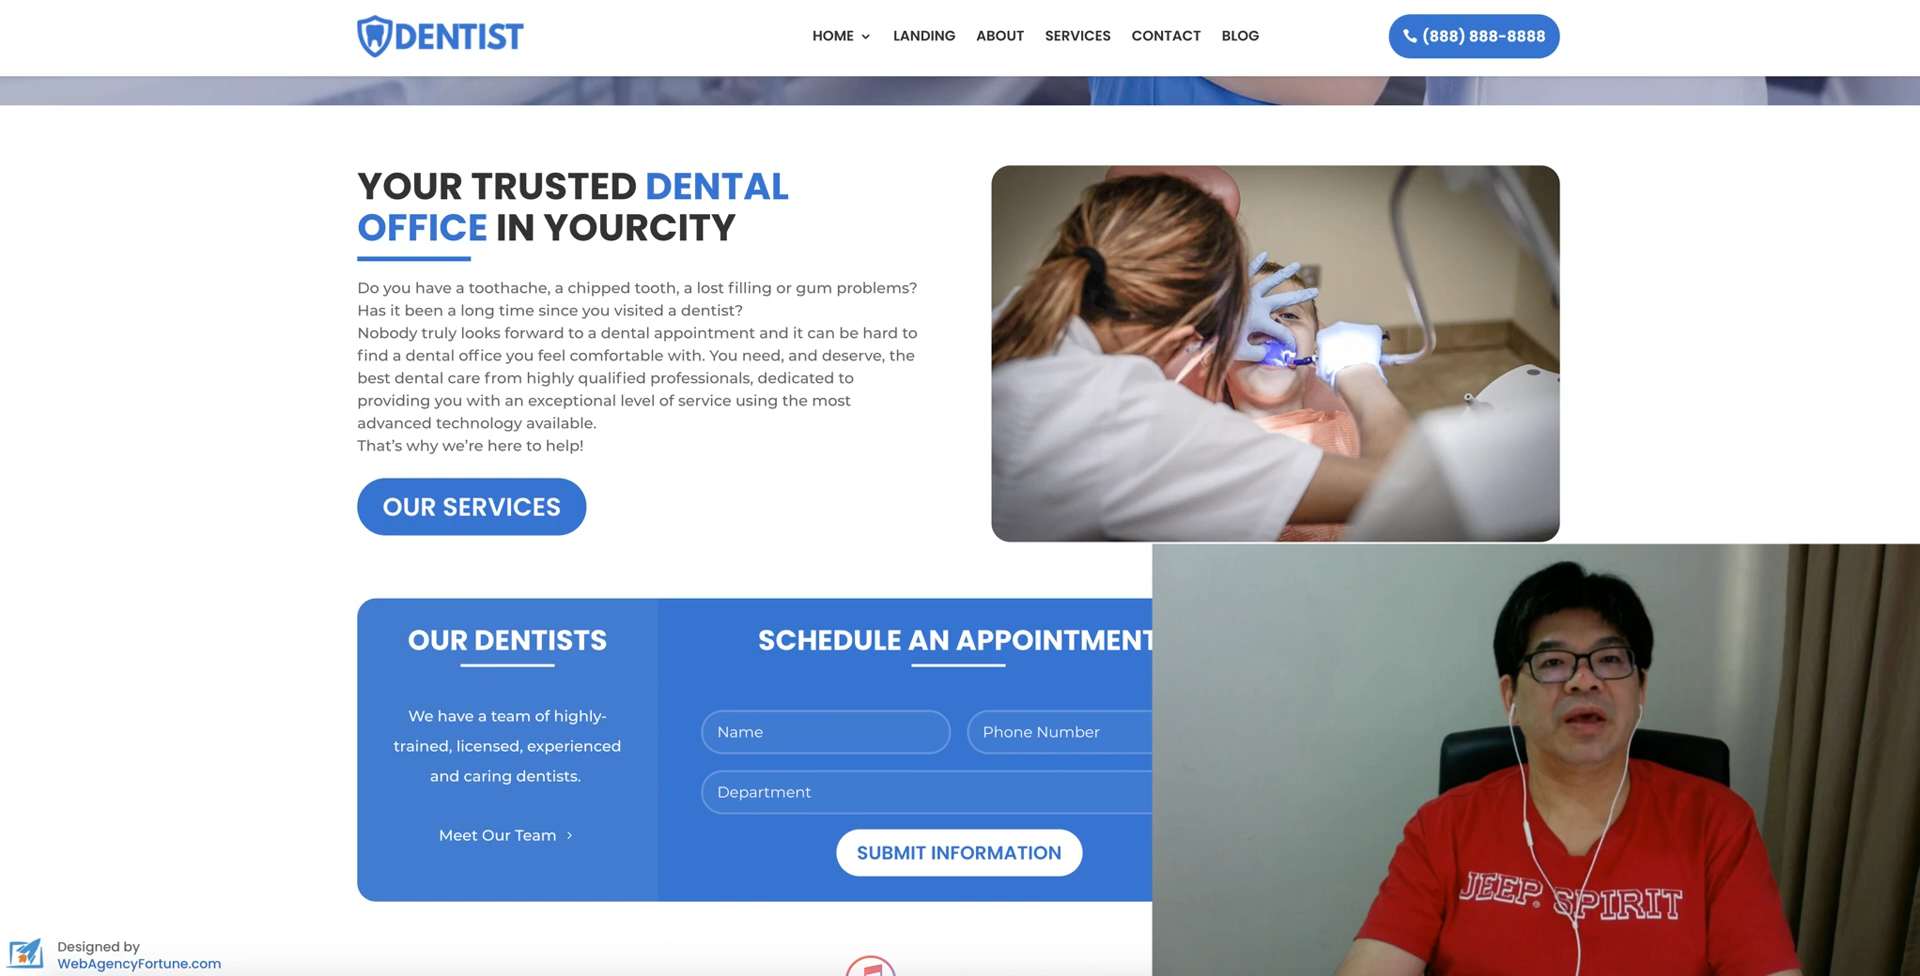 DENTIST
HOME
LANDING
ABOUT
SERVICES
CONTACT
BLOG
(888) 888-8888
YOUR TRUSTED DENTAL
OFFICE IN YOURCITY
Do you have a toothache, a chipped tooth, a lost filling or gum problems?
Has it been a long time since you visited a dentist?
Nobody truly looks forward to a dental appointment and it can be hard to
find a dental office you feel comfortable with. You need, and deserve, the
best dental care from highly qualified professionals, dedicated to
providing you with an exceptional level of service using the most
advanced technology available.
That’s why we’re here to help!
OUR SERVICES
OUR DENTISTS
We have a team of highly-
trained, licensed, experienced
and caring dentists.
Meet Our Team
SCHEDULE AN APPOINTMENT
Name
Phone Number
Department
SUBMIT INFORMATION
JEEP SPIRIT
Designed by
WebAgencyFortune.com